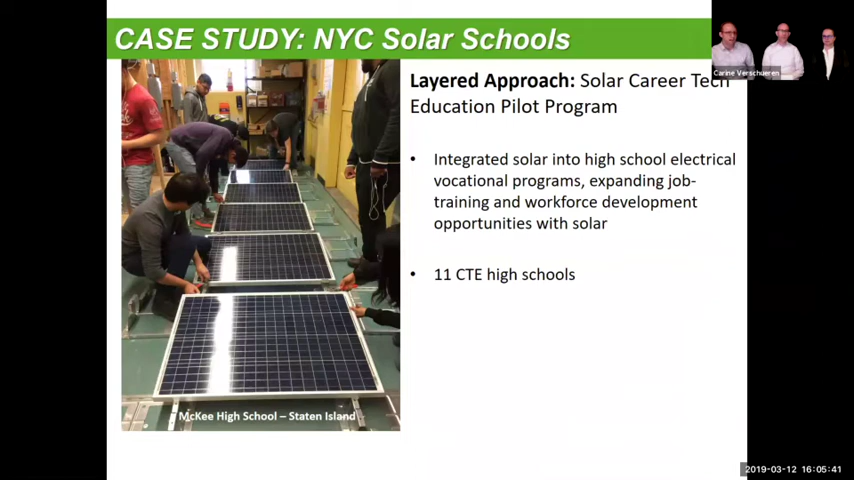 CASE STUDY: NYC Solar Schools
Carine Verschueren
Layered Approach: Solar Career Tech
Education Pilot Program
• Integrated solar into high school electrical
vocational programs, expanding job-
training and workforce development
opportunities with solar
• 11 CTE high schools
McKee High School – Staten Island
2019-03-12 16:05:41